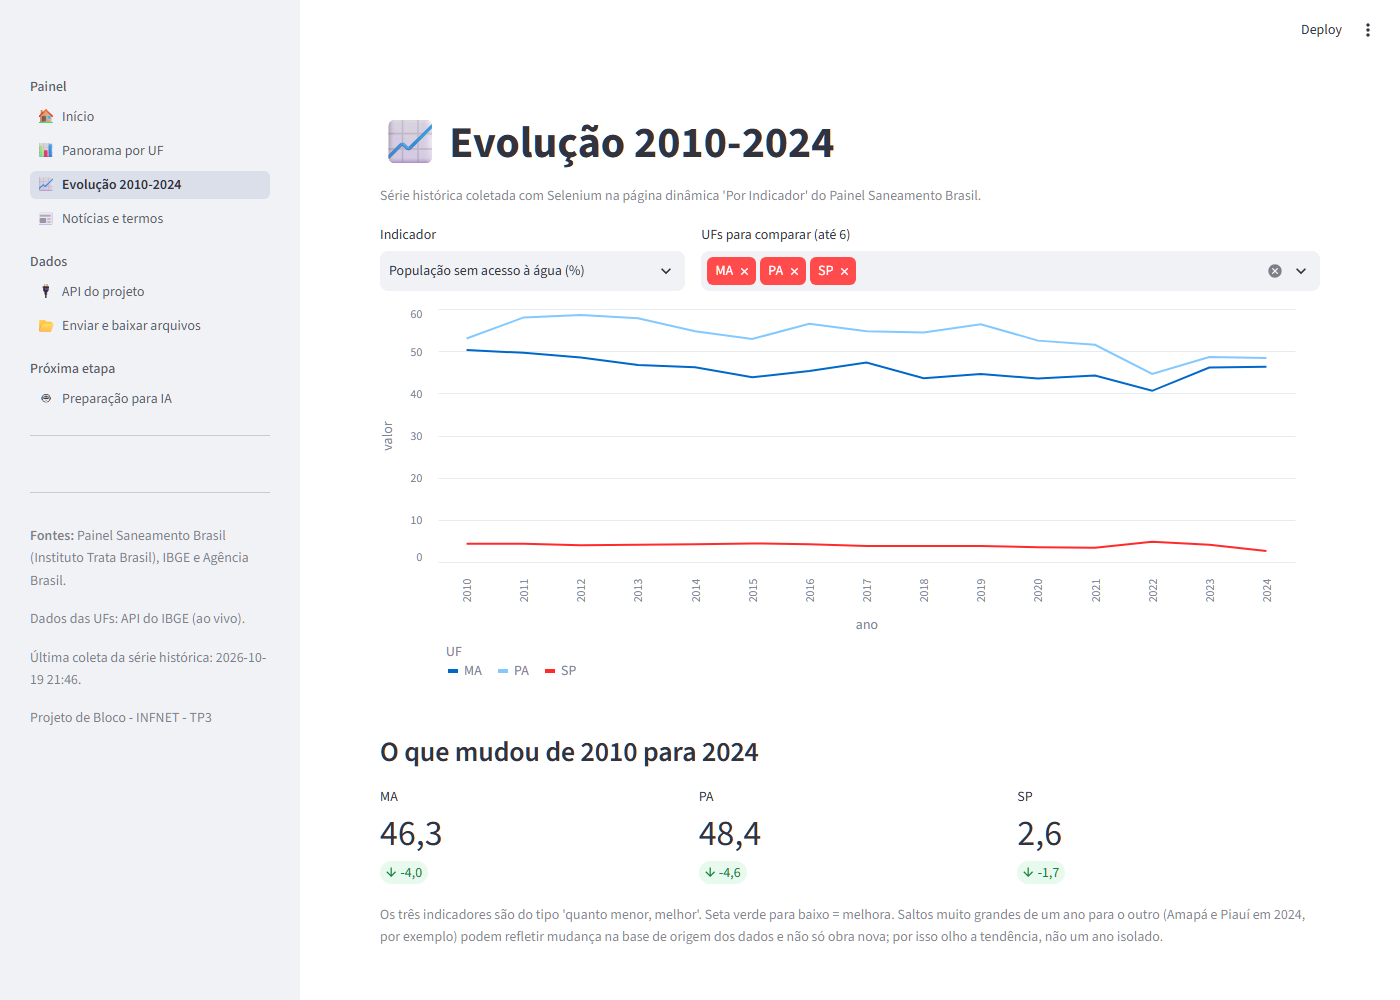 Deploy
Painel
Início
Panorama por UF
Evolução 2010-2024
Notícias e termos
Dados
API do projeto
Enviar e baixar arquivos
Próxima etapa
Preparação para IA
Fontes: Painel Saneamento Brasil
(Instituto Trata Brasil), IBGE e Agência
Brasil.
Dados das UFs: API do IBGE (ao vivo).
Última coleta da série histórica: 2026-10-
19 21:46.
Projeto de Bloco - INFNET - TP3
Evolução 2010-2024
Série histórica coletada com Selenium na página dinâmica 'Por Indicador' do Painel Saneamento Brasil.
Indicador
População sem acesso à água (%)
UFs para comparar (até 6)
MA PA SP
60
50
40
30
20
10
0
valor
2010 2011 2012 2013 2014 2015 2016 2017 2018 2019 2020 2021 2022 2023 2024
ano
UF
MA PA SP
O que mudou de 2010 para 2024
MA
46,3
-4,0
PA
48,4
-4,6
SP
2,6
-1,7
Os três indicadores são do tipo 'quanto menor, melhor'. Seta verde para baixo = melhora. Saltos muito grandes de um ano para o outro (Amapá e Piauí em 2024,
por exemplo) podem refletir mudança na base de origem dos dados e não só obra nova; por isso olho a tendência, não um ano isolado.